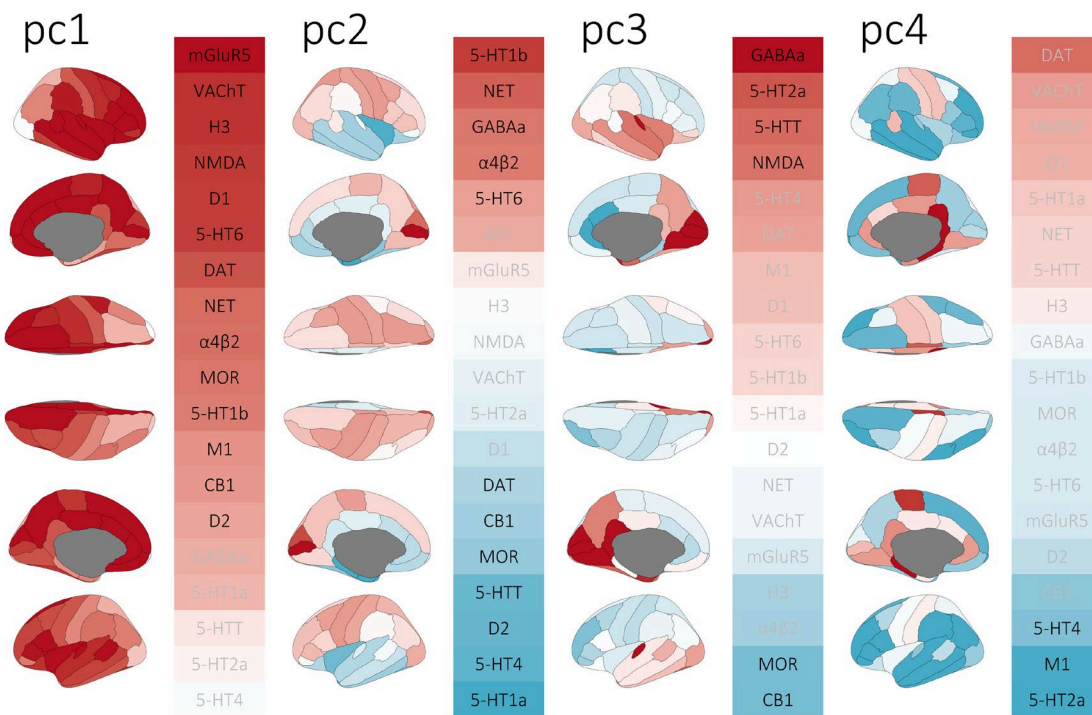 pc1
mGluR5
VAChT
H3
NMDA
D1
5-HT6
DAT
NET
α4β2
MOR
5-HT1b
M1
CB1
D2
GABAa
5-HT1a
5-HTT
5-HT2a
5-HT4
pc2
5-HT1b
NET
GABAa
α4β2
5-HT6
M1
mGluR5
H3
NMDA
VAChT
5-HT2a
D1
DAT
CB1
MOR
5-HTT
D2
5-HT4
5-HT1a
pc3
GABAa
5-HT2a
5-HTT
NMDA
5-HT4
DAT
M1
D1
5-HT6
5-HT1b
5-HT1a
D2
NET
VAChT
mGluR5
H3
α4β2
MOR
CB1
pc4
DAT
VAChT
NMDA
D1
5-HT1a
NET
5-HTT
H3
GABAa
5-HT1b
MOR
α4β2
5-HT6
mGluR5
D2
CB1
5-HT4
M1
5-HT2a